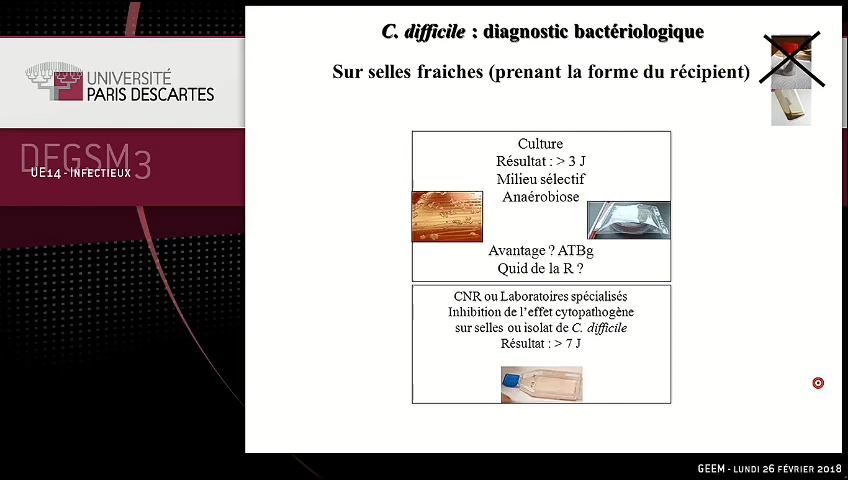 C. difficile : diagnostic bactériologique
Sur selles fraiches (prenant la forme du récipient)
UNIVERSITÉ
PARIS DESCARTES
DFGSM3
UE14 - INFECTIEUX
Culture
Résultat : > 3 J
Milieu sélectif
Anaérobiose
Avantage ? ATBg
Quid de la R ?
CNR ou Laboratoires spécialisés
Inhibition de l'effet cytopathogène
sur selles ou isolat de C. difficile
Résultat : > 7 J
GEEM - LUNDI 26 FÉVRIER 2018